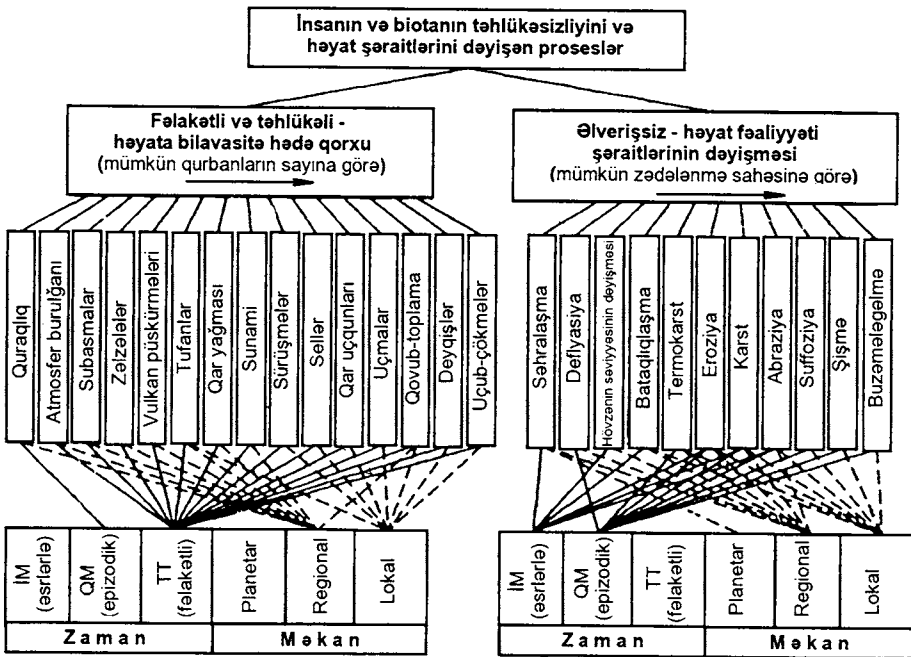 İnsanın və biotanın təhlükəsizliyini və
həyat şəraitlərini dəyişən proseslər
Fəlakətli və təhlükəli -
həyata bilavasitə hədə qorxu
(mümkün qurbanların sayına görə)
Əlverişsiz - həyat fəaliyyəti
şəraitlərinin dəyişməsi
(mümkün zədələnmə sahəsinə görə)
Quraqlıq
Atmosfer burulğanı
Subasmalar
Zəlzələlər
Vulkan püskürmələri
Tufanlar
Qar yağması
Sunami
Sürüşmələr
Sellər
Qar uçqunları
Uçmalar
Qovub-toplama
Deyqişlər
Uçub-çökmələr
Səhralaşma
Deflyasiya
Hövzənin səviyyəsinin dəyişməsi
Bataqlıqlaşma
Termokarst
Eroziya
Karst
Abraziya
Suffoziya
Şişmə
Buzəmələgəlmə
İM
(əsrlərlə)
QM
(epizodik)
TT
(fəlakətli)
Planetar
Regional
Lokal
Zaman
Məkan
İM
(əsrlərlə)
QM
(epizodik)
TT
(fəlakətli)
Planetar
Regional
Lokal
Zaman
Məkan